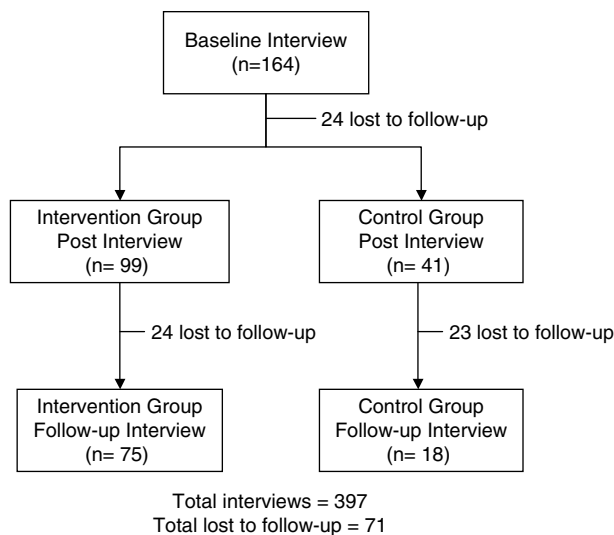 Baseline Interview
(n=164)
24 lost to follow-up
Intervention Group
Post Interview
(n= 99)
Control Group
Post Interview
(n= 41)
24 lost to follow-up
23 lost to follow-up
Intervention Group
Follow-up Interview
(n= 75)
Control Group
Follow-up Interview
(n= 18)
Total interviews = 397
Total lost to follow-up = 71